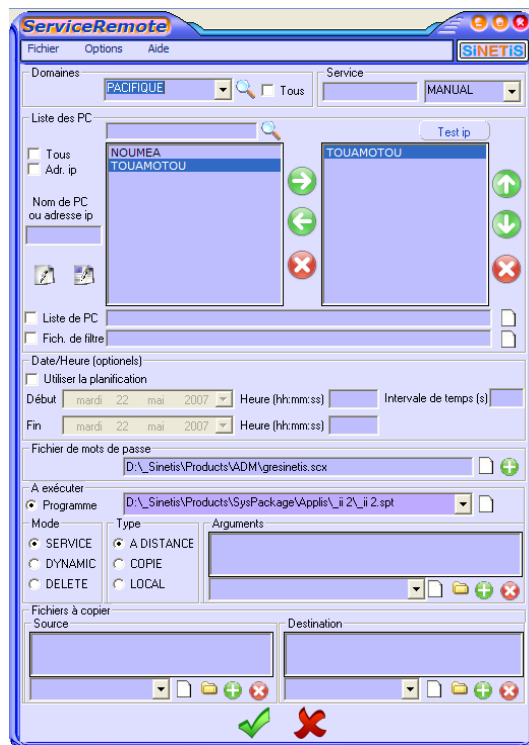 ServiceRemote
Fichier Options Aide SiNETiS
Domaines Service
PACIFIQUE Tous MANUAL
Liste des PC
Test ip
Tous
Adr. ip
NOUMEA
TOUAMOTOU
TOUAMOTOU
Nom de PC
ou adresse ip
Liste de PC
Fich. de filtre
Date/Heure (optionels)
Utiliser la planification
Début mardi 22 mai 2007 Heure (hh:mm:ss) Intervale de temps (s)
Fin mardi 22 mai 2007 Heure (hh:mm:ss)
Fichier de mots de passe
D:\_Sinetis\Products\ADM\gresinetis.scx
A exécuter
Programme D:\_Sinetis\Products\SysPackage\Applis\_ii 2\_ii 2.spt
Mode Type Arguments
SERVICE A DISTANCE
DYNAMIC COPIE
DELETE LOCAL
Fichiers à copier
Source Destination